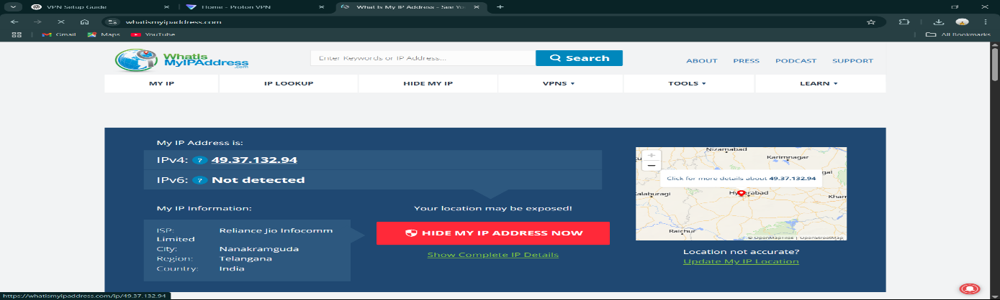 VPN Setup Guide
Home - Proton VPN
What Is My IP Address - See Yo
whatismyipaddress.com
Gmail
Maps
YouTube
All Bookmarks
WhatIs
MyIPAddress
.com
Enter Keywords or IP Address...
Search
ABOUT
PRESS
PODCAST
SUPPORT
MY IP
IP LOOKUP
HIDE MY IP
VPNS
TOOLS
LEARN
My IP Address is:
IPv4: ? 49.37.132.94
IPv6: ? Not detected
My IP Information:
ISP: Reliance Jio Infocomm
Limited
City: Nanakramguda
Region: Telangana
Country: India
Your location may be exposed!
HIDE MY IP ADDRESS NOW
Show Complete IP Details
+
−
Nizamabad
Karimnagar
Click for more details about 49.37.132.94
gal
Kalaburagi
Hyderabad
Kham
Raichur
© OpenMapTiles | OpenStreetMap
Location not accurate?
Update My IP Location
https://whatismyipaddress.com/ip/49.37.132.94